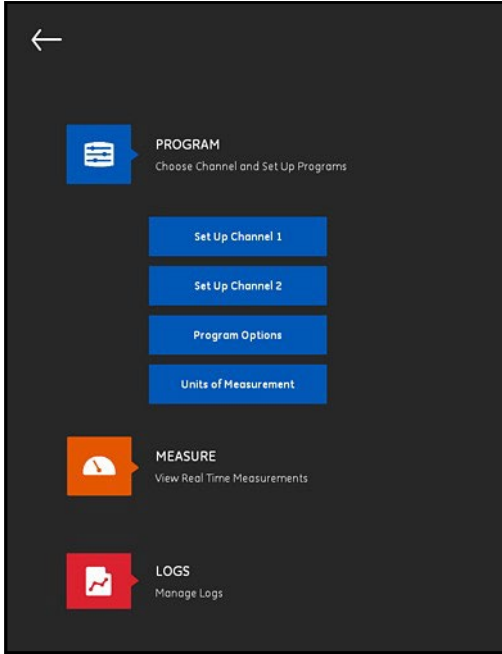 PROGRAM
Choose Channel and Set Up Programs
Set Up Channel 1
Set Up Channel 2
Program Options
Units of Measurement
MEASURE
View Real Time Measurements
LOGS
Manage Logs